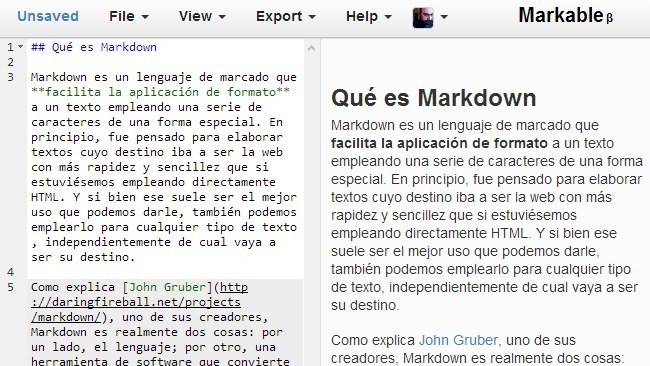 Unsaved File View Export Help Markable β
1 ## Qué es Markdown
2
3 Markdown es un lenguaje de marcado que
**facilita la aplicación de formato**
a un texto empleando una serie de
caracteres de una forma especial. En
principio, fue pensado para elaborar
textos cuyo destino iba a ser la web
con más rapidez y sencillez que si
estuviésemos empleando directamente
HTML. Y si bien ese suele ser el mejor
uso que podemos darle, también podemos
emplearlo para cualquier tipo de texto
, independientemente de cual vaya a
ser su destino.
4
5 Como explica [John Gruber](http
://daringfireball.net/projects
/markdown/), uno de sus creadores,
Markdown es realmente dos cosas: por
un lado, el lenguaje; por otro, una
herramienta de software que convierte
Qué es Markdown
Markdown es un lenguaje de marcado que
facilita la aplicación de formato a un texto
empleando una serie de caracteres de una forma
especial. En principio, fue pensado para elaborar
textos cuyo destino iba a ser la web con más
rapidez y sencillez que si estuviésemos
empleando directamente HTML. Y si bien ese
suele ser el mejor uso que podemos darle,
también podemos emplearlo para cualquier tipo
de texto, independientemente de cual vaya a ser
su destino.
Como explica John Gruber, uno de sus
creadores, Markdown es realmente dos cosas: